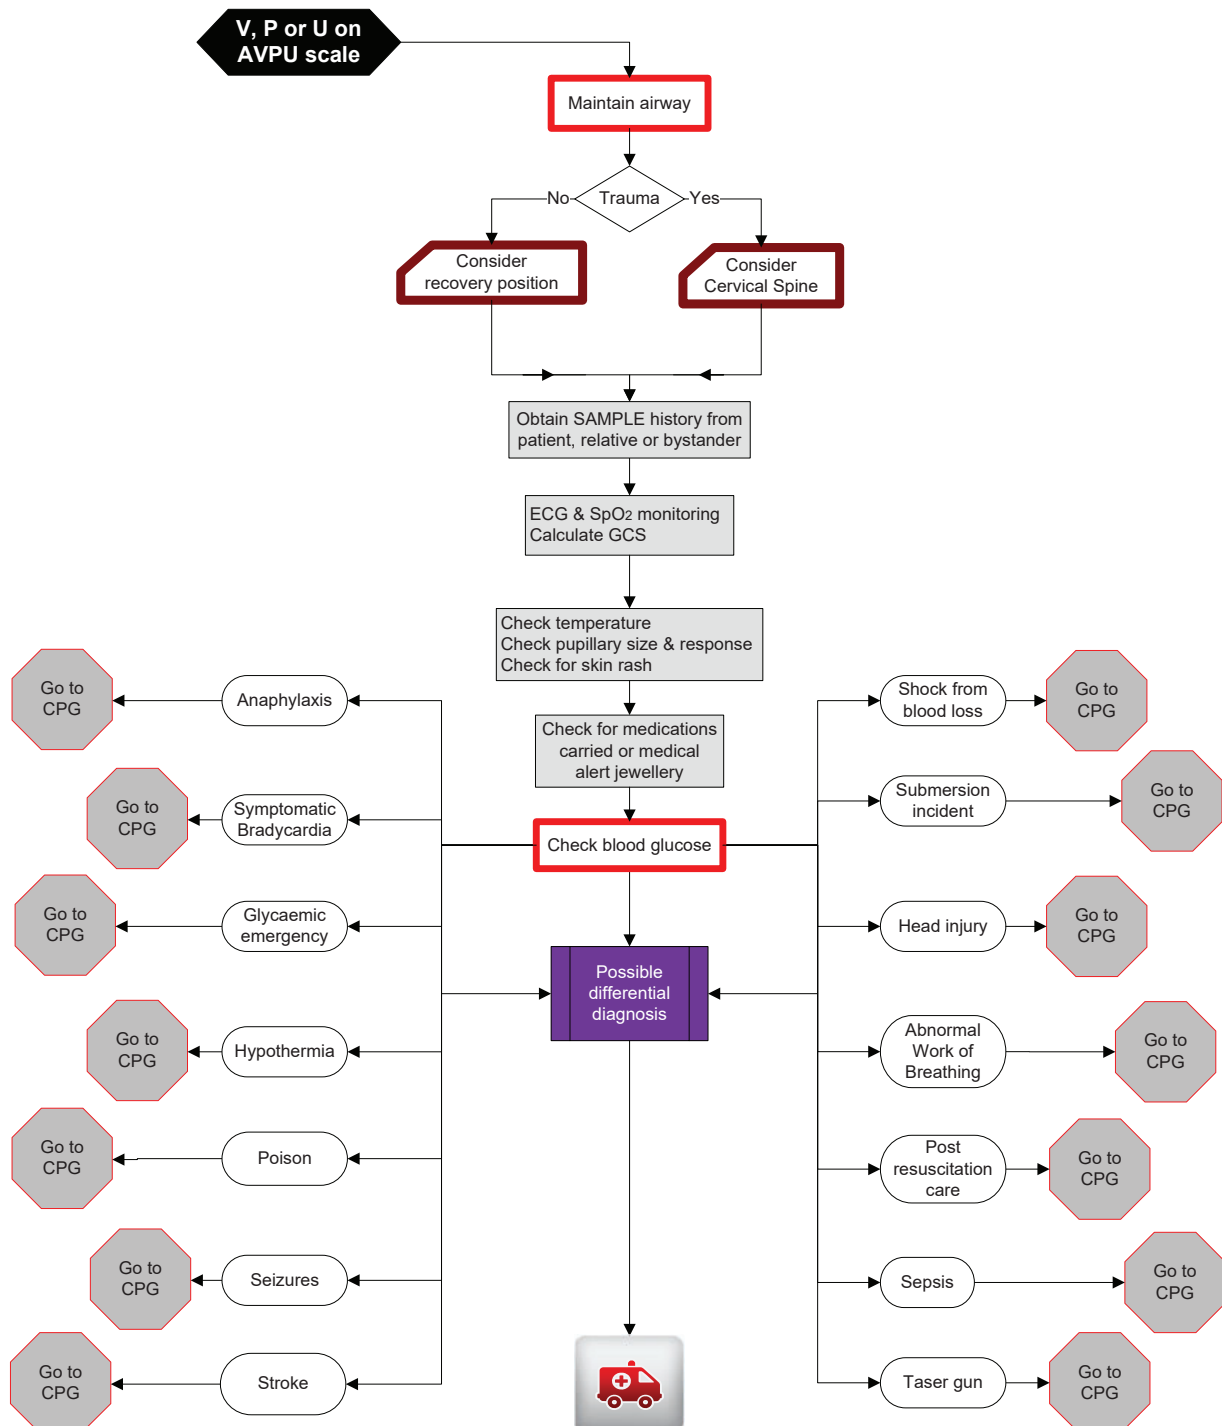 V, P or U on
AVPU scale
Maintain airway
No
Trauma
Yes
Consider
recovery position
Consider
Cervical Spine
Obtain SAMPLE history from
patient, relative or bystander
ECG & SpO2 monitoring
Calculate GCS
Check temperature
Check pupillary size & response
Check for skin rash
Check for medications
carried or medical
alert jewellery
Check blood glucose
Possible
differential
diagnosis
Go to
CPG
Anaphylaxis
Go to
CPG
Symptomatic
Bradycardia
Go to
CPG
Glycaemic
emergency
Go to
CPG
Hypothermia
Go to
CPG
Poison
Go to
CPG
Seizures
Go to
CPG
Stroke
Shock from
blood loss
Go to
CPG
Submersion
incident
Go to
CPG
Head injury
Go to
CPG
Abnormal
Work of
Breathing
Go to
CPG
Post
resuscitation
care
Go to
CPG
Sepsis
Go to
CPG
Taser gun
Go to
CPG